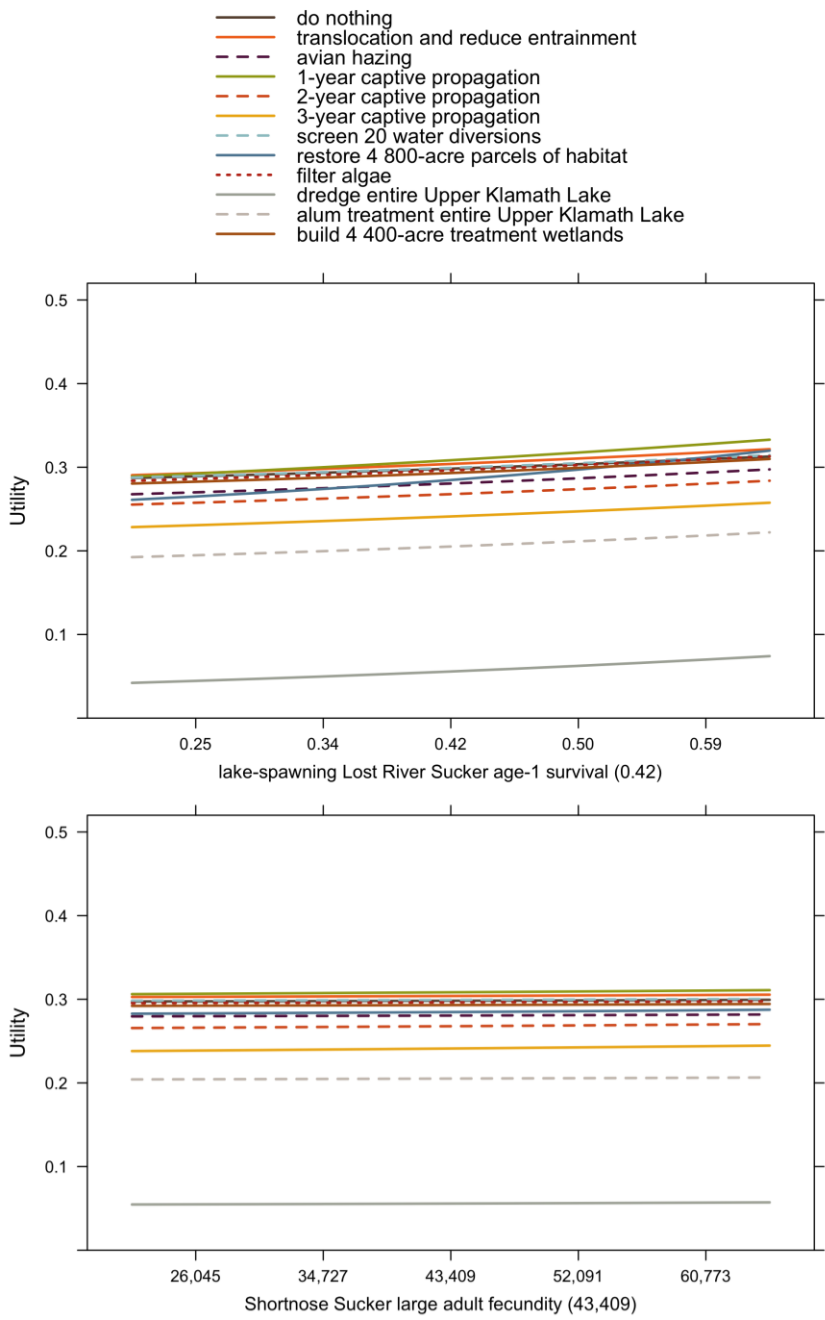 do nothing
translocation and reduce entrainment
avian hazing
1-year captive propagation
2-year captive propagation
3-year captive propagation
screen 20 water diversions
restore 4 800-acre parcels of habitat
filter algae
dredge entire Upper Klamath Lake
alum treatment entire Upper Klamath Lake
build 4 400-acre treatment wetlands
0.5
0.4
0.3
0.2
0.1
Utility
0.25 0.34 0.42 0.50 0.59
lake-spawning Lost River Sucker age-1 survival (0.42)
0.5
0.4
0.3
0.2
0.1
Utility
26,045 34,727 43,409 52,091 60,773
Shortnose Sucker large adult fecundity (43,409)